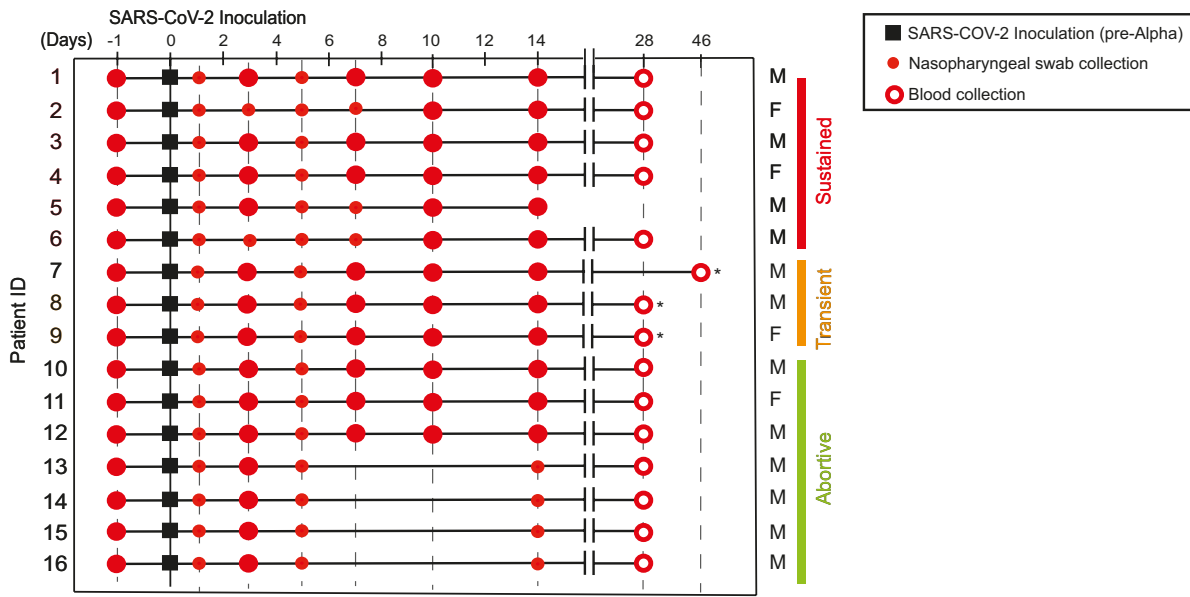 SARS-CoV-2 Inoculation
(Days) -1 0 2 4 6 8 10 12 14 28 46
SARS-COV-2 Inoculation (pre-Alpha)
Nasopharyngeal swab collection
Blood collection
Patient ID
1 M
2 F
3 M
4 F
5 M
6 M
Sustained
7 * M
8 * M
9 * F
Transient
10 M
11 F
12 M
13 M
14 M
15 M
16 M
Abortive